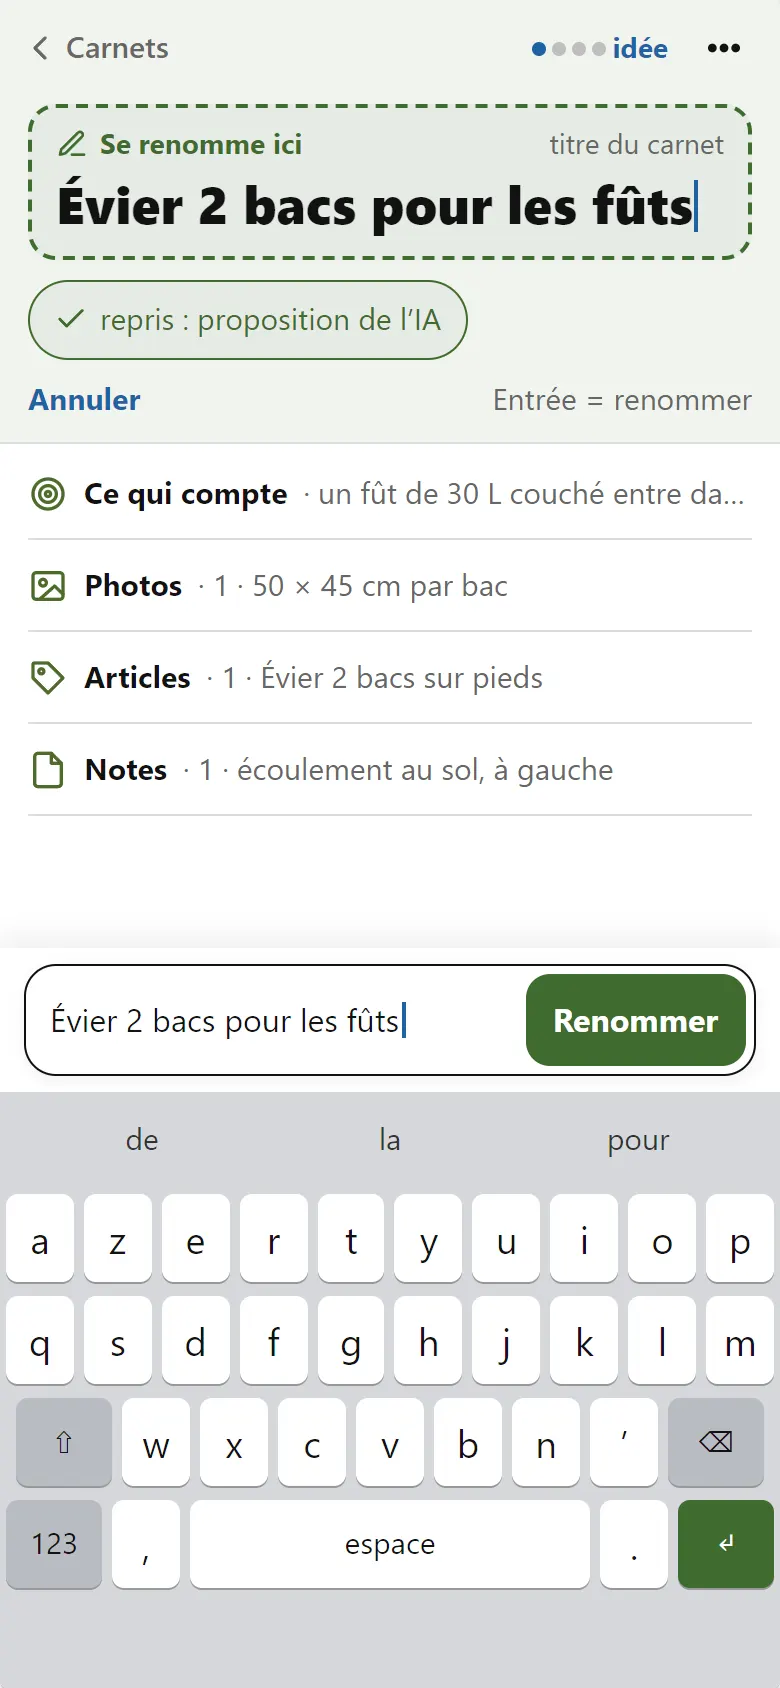 Carnets
idée
•••
Se renomme ici
titre du carnet
Évier 2 bacs pour les fûts
repris : proposition de l’IA
Annuler
Entrée = renommer
Ce qui compte · un fût de 30 L couché entre da…
Photos · 1 · 50 × 45 cm par bac
Articles · 1 · Évier 2 bacs sur pieds
Notes · 1 · écoulement au sol, à gauche
Évier 2 bacs pour les fûts
Renommer
de la pour
a z e r t y u i o p
q s d f g h j k l m
⇧ w x c v b n ’ ⌫
123 , espace . ↵